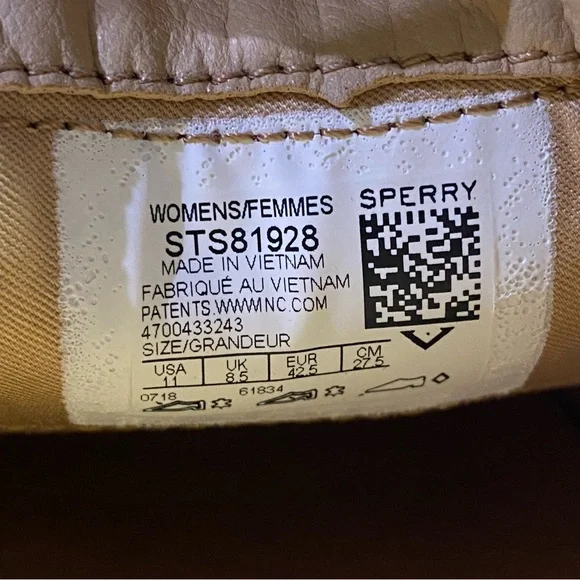 WOMENS/FEMMES
SPERRY
STS81928
MADE IN VIETNAM
FABRIQUÉ AU VIETNAM
PATENTS.WWWINC.COM
4700433243
SIZE/GRANDEUR
USA UK EUR CM
11 8.5 42.5 27.5
0718 61834